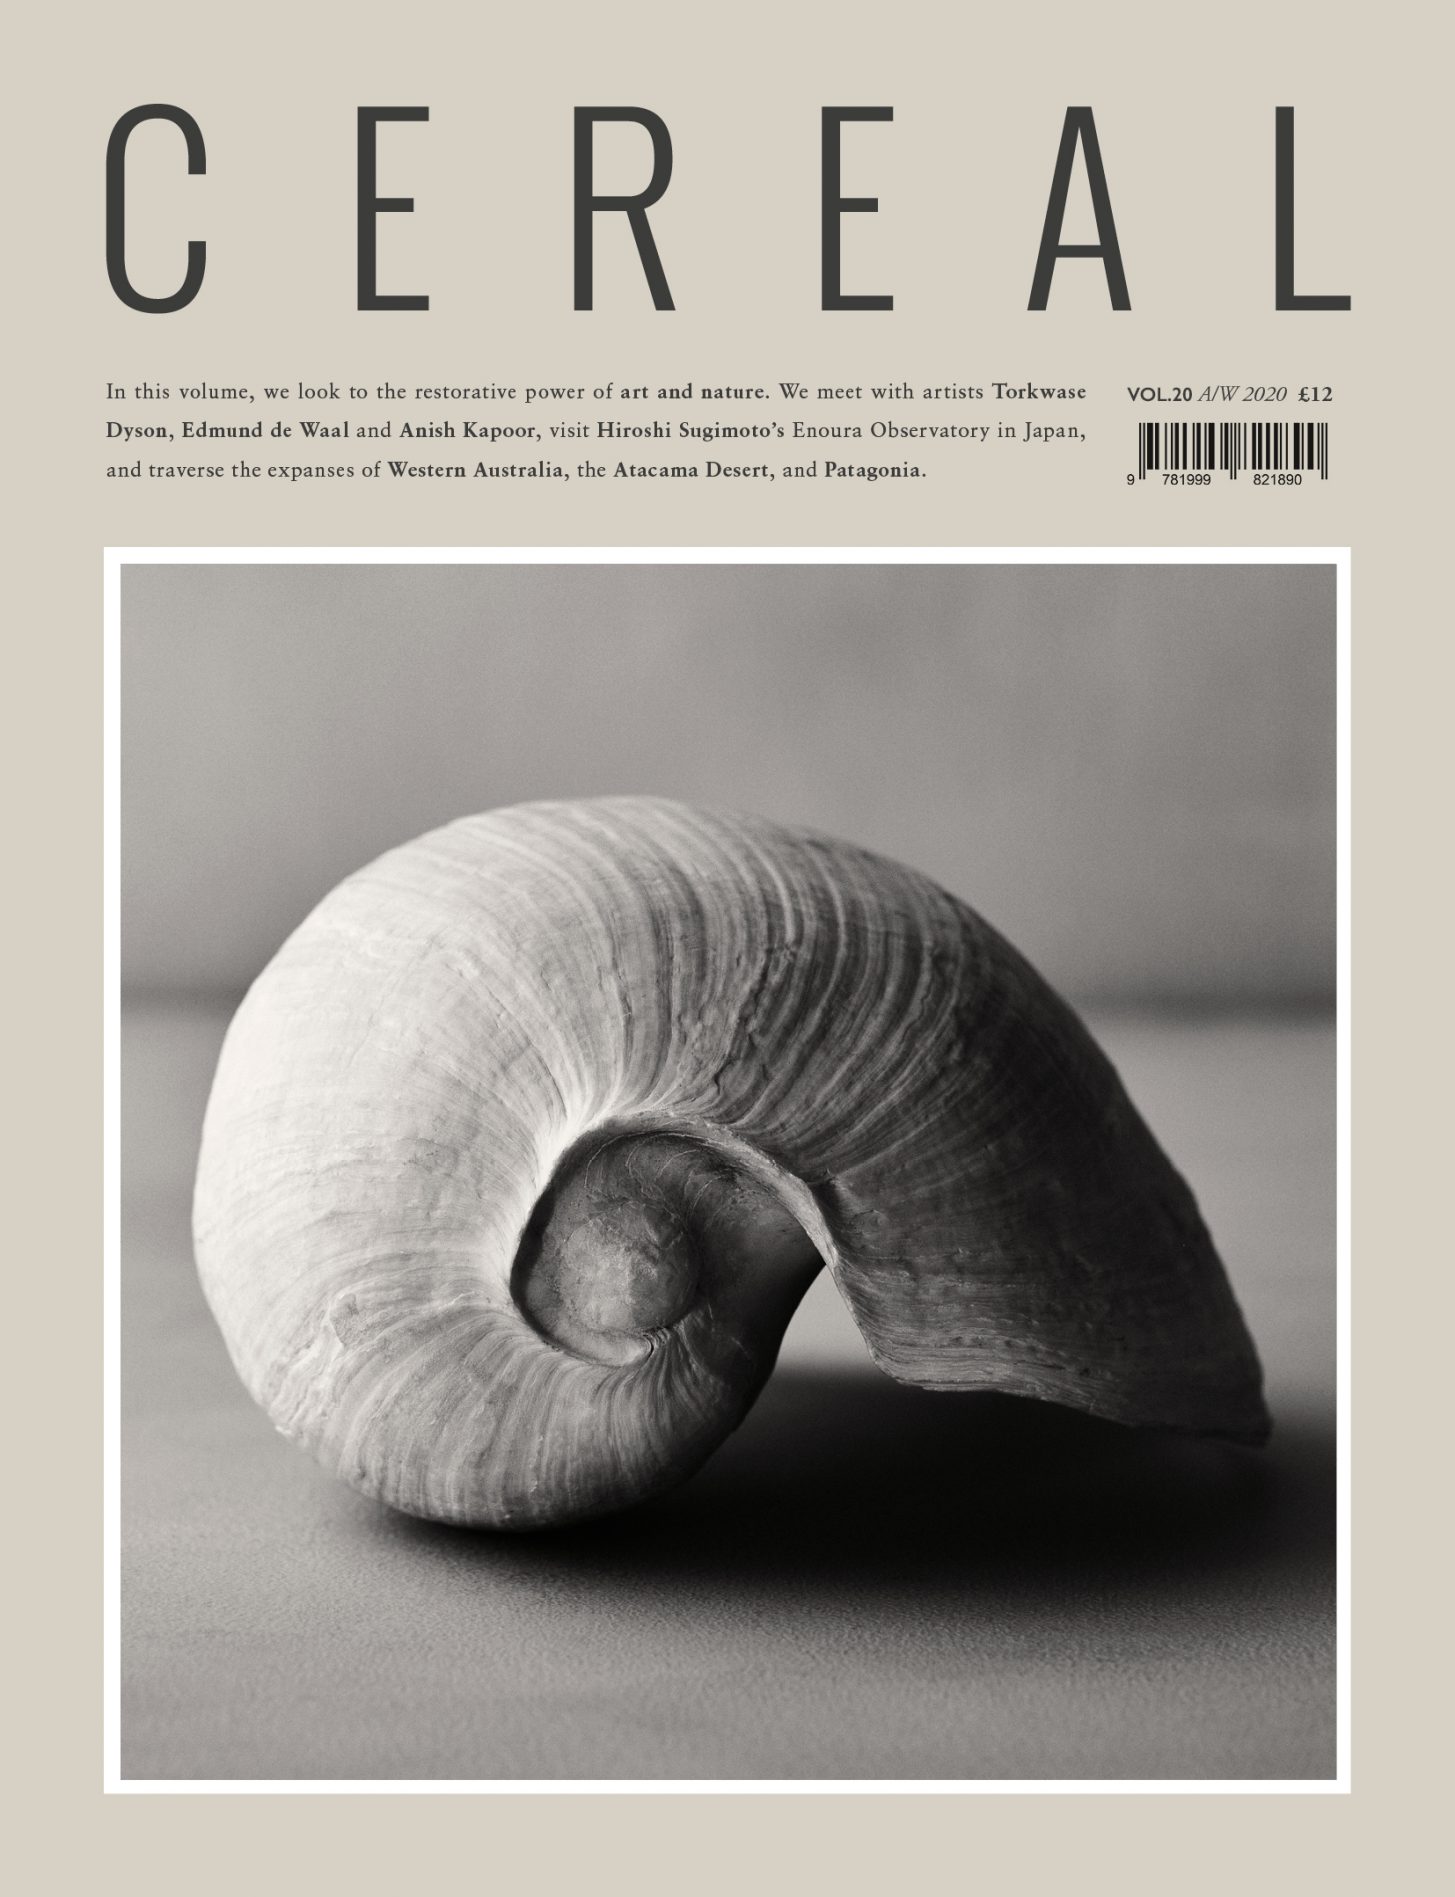 CEREAL
In this volume, we look to the restorative power of art and nature. We meet with artists Torkwase
Dyson, Edmund de Waal and Anish Kapoor, visit Hiroshi Sugimoto’s Enoura Observatory in Japan,
and traverse the expanses of Western Australia, the Atacama Desert, and Patagonia.
VOL.20 A/W 2020 £12
9 781999 821890